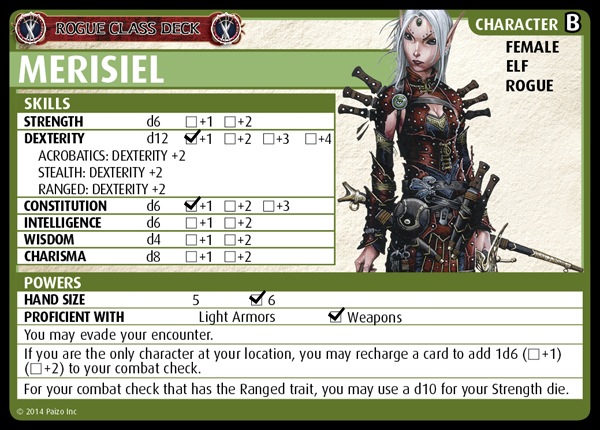 ROGUE CLASS DECK
CHARACTER B
MERISIEL
FEMALE
ELF
ROGUE
SKILLS
STRENGTH d6 ☐+1 ☐+2
DEXTERITY d12 ☑+1 ☐+2 ☐+3 ☐+4
ACROBATICS: DEXTERITY +2
STEALTH: DEXTERITY +2
RANGED: DEXTERITY +2
CONSTITUTION d6 ☑+1 ☐+2 ☐+3
INTELLIGENCE d6 ☐+1 ☐+2
WISDOM d4 ☐+1 ☐+2
CHARISMA d8 ☐+1 ☐+2
POWERS
HAND SIZE 5 ☑ 6
PROFICIENT WITH Light Armors ☑ Weapons
You may evade your encounter.
If you are the only character at your location, you may recharge a card to add 1d6 (☐+1)
(☐+2) to your combat check.
For your combat check that has the Ranged trait, you may use a d10 for your Strength die.
© 2014 Paizo Inc